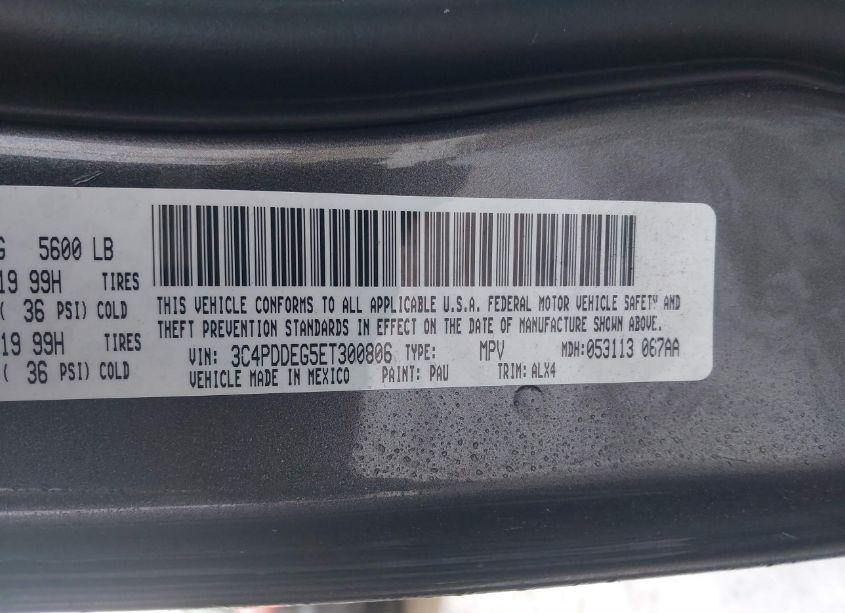 G 5600 LB
19 99H TIRES
( 36 PSI) COLD
19 99H TIRES
( 36 PSI) COLD
THIS VEHICLE CONFORMS TO ALL APPLICABLE U.S.A. FEDERAL MOTOR VEHICLE SAFETY AND
THEFT PREVENTION STANDARDS IN EFFECT ON THE DATE OF MANUFACTURE SHOWN ABOVE.
VIN: 3C4PDDEG5ET300806 TYPE: MPV MDH:053113 067AA
VEHICLE MADE IN MEXICO PAINT: PAU TRIM: ALX4